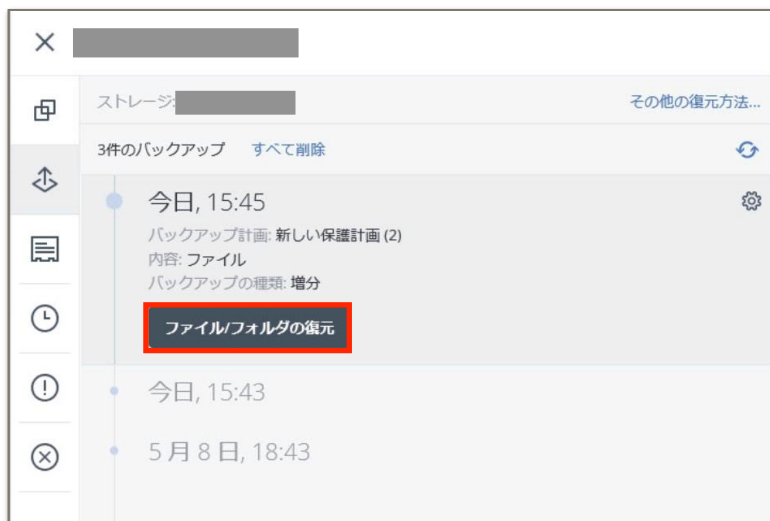 ストレージ:
その他の復元方法...
3件のバックアップ すべて削除
今日, 15:45
バックアップ計画: 新しい保護計画 (2)
内容: ファイル
バックアップの種類: 増分
ファイル/フォルダの復元
今日, 15:43
5 月 8 日, 18:43